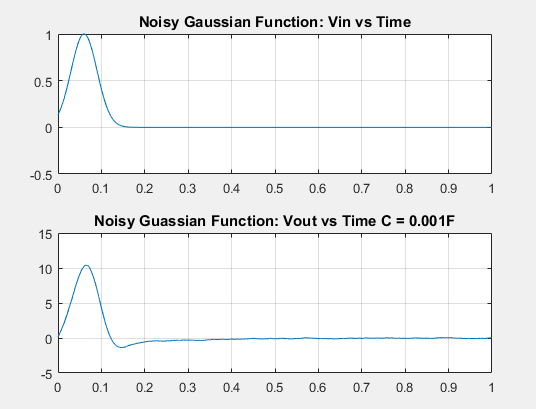 Noisy Gaussian Function: Vin vs Time
1
0.5
0
-0.5
0 0.1 0.2 0.3 0.4 0.5 0.6 0.7 0.8 0.9 1
Noisy Guassian Function: Vout vs Time C = 0.001F
15
10
5
0
-5
0 0.1 0.2 0.3 0.4 0.5 0.6 0.7 0.8 0.9 1